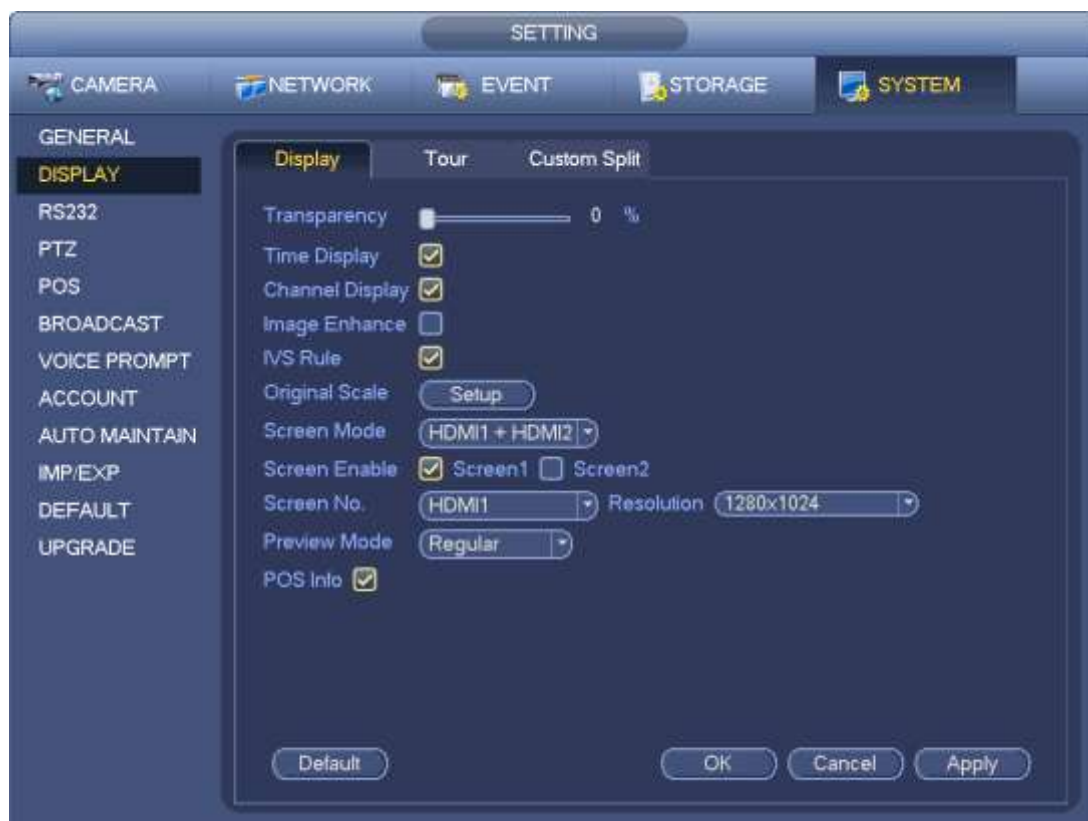 SETTING
CAMERA NETWORK EVENT STORAGE SYSTEM
GENERAL
DISPLAY
RS232
PTZ
POS
BROADCAST
VOICE PROMPT
ACCOUNT
AUTO MAINTAIN
IMP/EXP
DEFAULT
UPGRADE
Display Tour Custom Split
Transparency 0 %
Time Display
Channel Display
Image Enhance
IVS Rule
Original Scale Setup
Screen Mode HDMI1 + HDMI2
Screen Enable Screen1 Screen2
Screen No. HDMI1 Resolution 1280x1024
Preview Mode Regular
POS Info
Default OK Cancel Apply